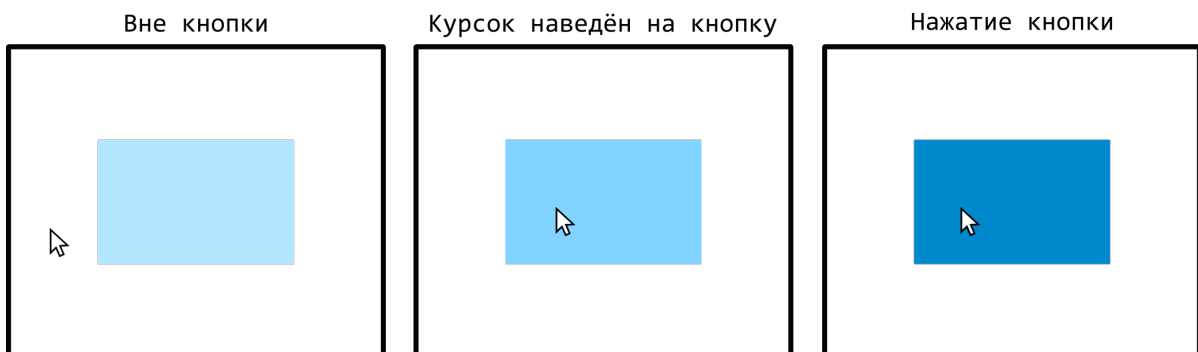 Вне кнопки
Курсок наведён на кнопку
Нажатие кнопки